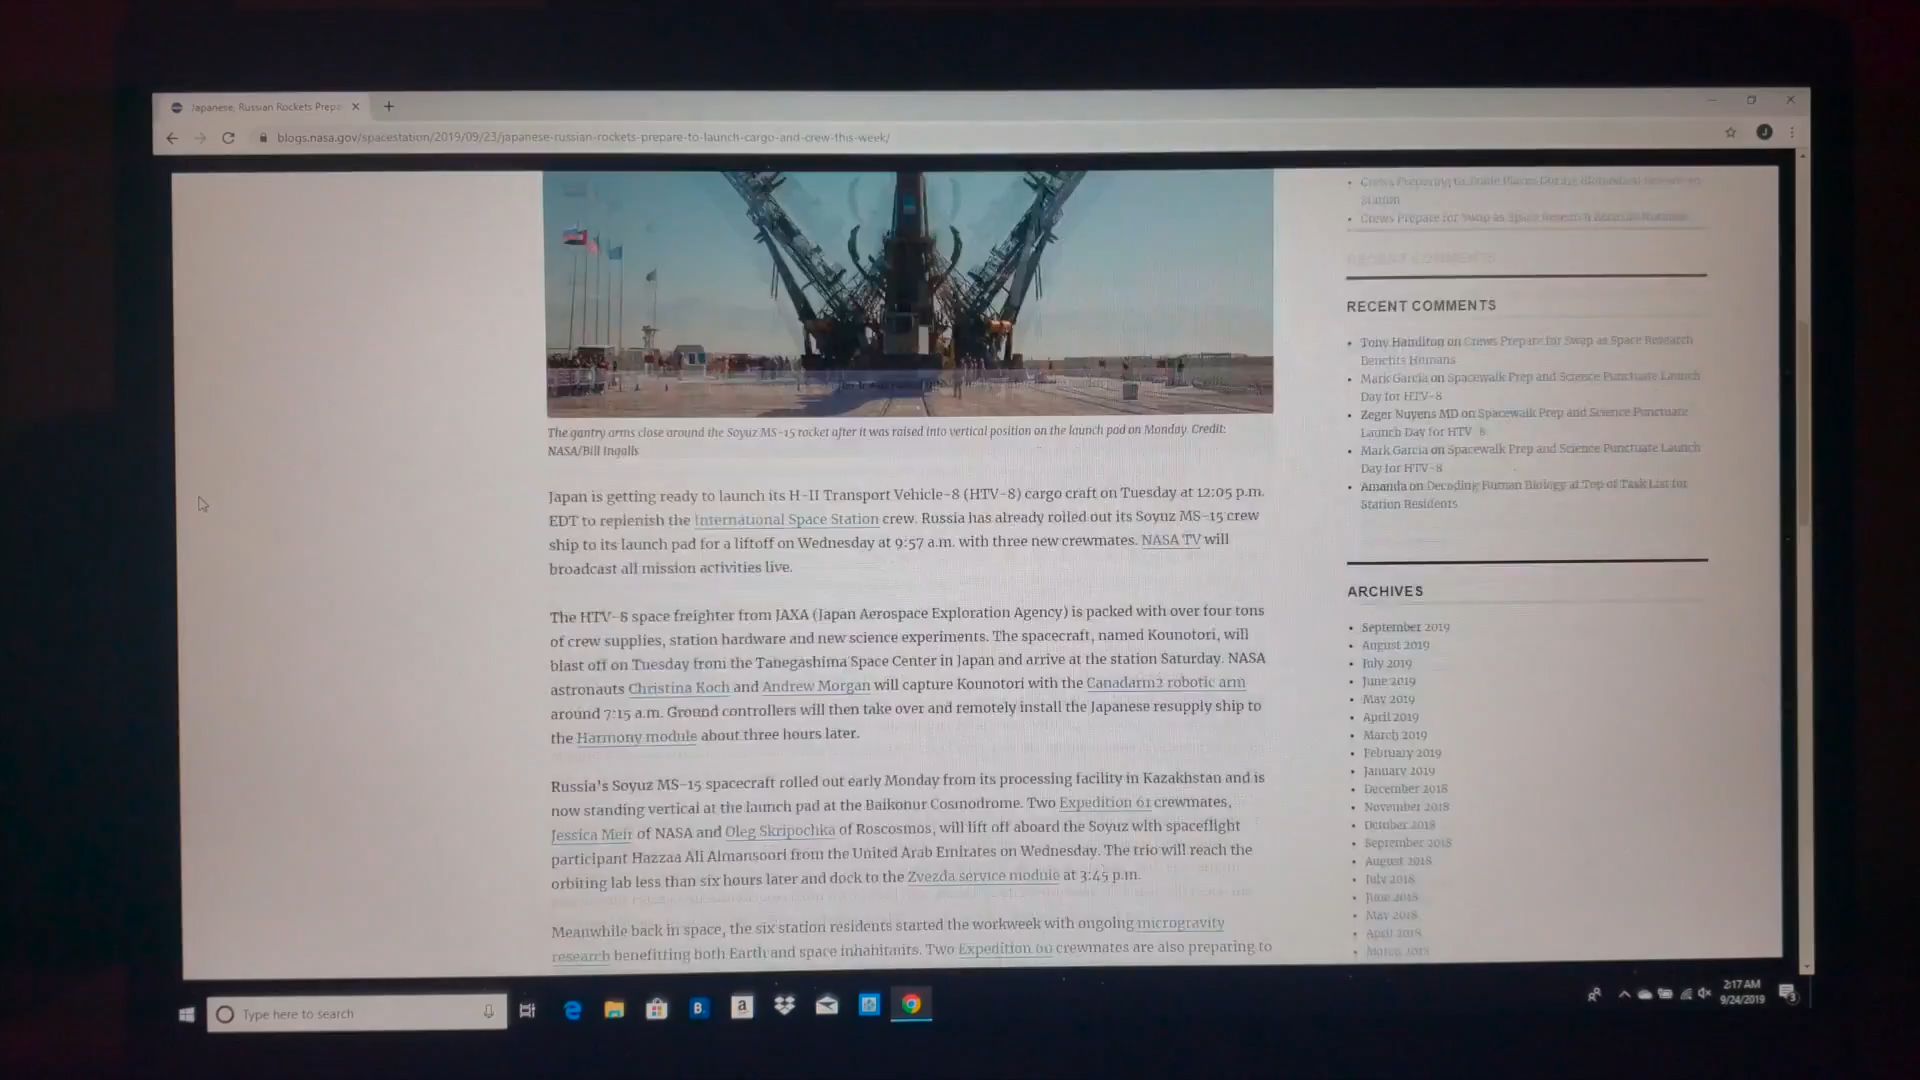 Japanese, Russian Rockets Prepa
blogs.nasa.gov/spacestation/2019/09/23/japanese-russian-rockets-prepare-to-launch-cargo-and-crew-this-week/
J
The gantry arms close around the Soyuz MS-15 rocket after it was raised into vertical position on the launch pad on Monday. Credit:
NASA/Bill Ingalls
Japan is getting ready to launch its H-II Transport Vehicle-8 (HTV-8) cargo craft on Tuesday at 12:05 p.m.
EDT to replenish the International Space Station crew. Russia has already rolled out its Soyuz MS-15 crew
ship to its launch pad for a liftoff on Wednesday at 9:57 a.m. with three new crewmates. NASA TV will
broadcast all mission activities live.
The HTV-8 space freighter from JAXA (Japan Aerospace Exploration Agency) is packed with over four tons
of crew supplies, station hardware and new science experiments. The spacecraft, named Kounotori, will
blast off on Tuesday from the Tanegashima Space Center in Japan and arrive at the station Saturday. NASA
astronauts Christina Koch and Andrew Morgan will capture Kounotori with the Canadarm2 robotic arm
around 7:15 a.m. Ground controllers will then take over and remotely install the Japanese resupply ship to
the Harmony module about three hours later.
Russia's Soyuz MS-15 spacecraft rolled out early Monday from its processing facility in Kazakhstan and is
now standing vertical at the launch pad at the Baikonur Cosmodrome. Two Expedition 61 crewmates,
Jessica Meir of NASA and Oleg Skripochka of Roscosmos, will lift off aboard the Soyuz with spaceflight
participant Hazzaa Ali Almansoori from the United Arab Emirates on Wednesday. The trio will reach the
orbiting lab less than six hours later and dock to the Zvezda service module at 3:45 p.m.
Meanwhile back in space, the six station residents started the workweek with ongoing microgravity
research benefitting both Earth and space inhabitants. Two Expedition 60 crewmates are also preparing to
Crews Preparing to Trade Places During Biomedical
Station
Crews Prepare for Swap as Space Research Benefits Humans
RECENT COMMENTS
RECENT COMMENTS
Tony Hamilton on Crews Prepare for Swap as Space Research
Benefits Humans
Mark Garcia on Spacewalk Prep and Science Punctuate Launch
Day for HTV-8
Zeger Nuyens MD on Spacewalk Prep and Science Punctuate
Launch Day for HTV-8
Mark Garcia on Spacewalk Prep and Science Punctuate Launch
Day for HTV-8
Amanda on Decoding Human Biology at Top of Task List for
Station Residents
ARCHIVES
September 2019
August 2019
July 2019
June 2019
May 2019
April 2019
March 2019
February 2019
January 2019
December 2018
November 2018
October 2018
September 2018
August 2018
July 2018
June 2018
May 2018
April 2018
March 2018
Type here to search
B.
a
2:17 AM
9/24/2019
3